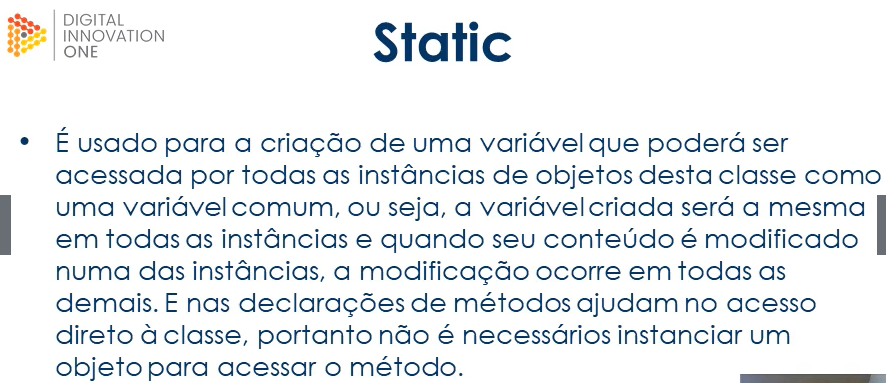 DIGITAL
INNOVATION
ONE
Static
• É usado para a criação de uma variável que poderá ser
acessada por todas as instâncias de objetos desta classe como
uma variável comum, ou seja, a variável criada será a mesma
em todas as instâncias e quando seu conteúdo é modificado
numa das instâncias, a modificação ocorre em todas as
demais. E nas declarações de métodos ajudam no acesso
direto à classe, portanto não é necessários instanciar um
objeto para acessar o método.